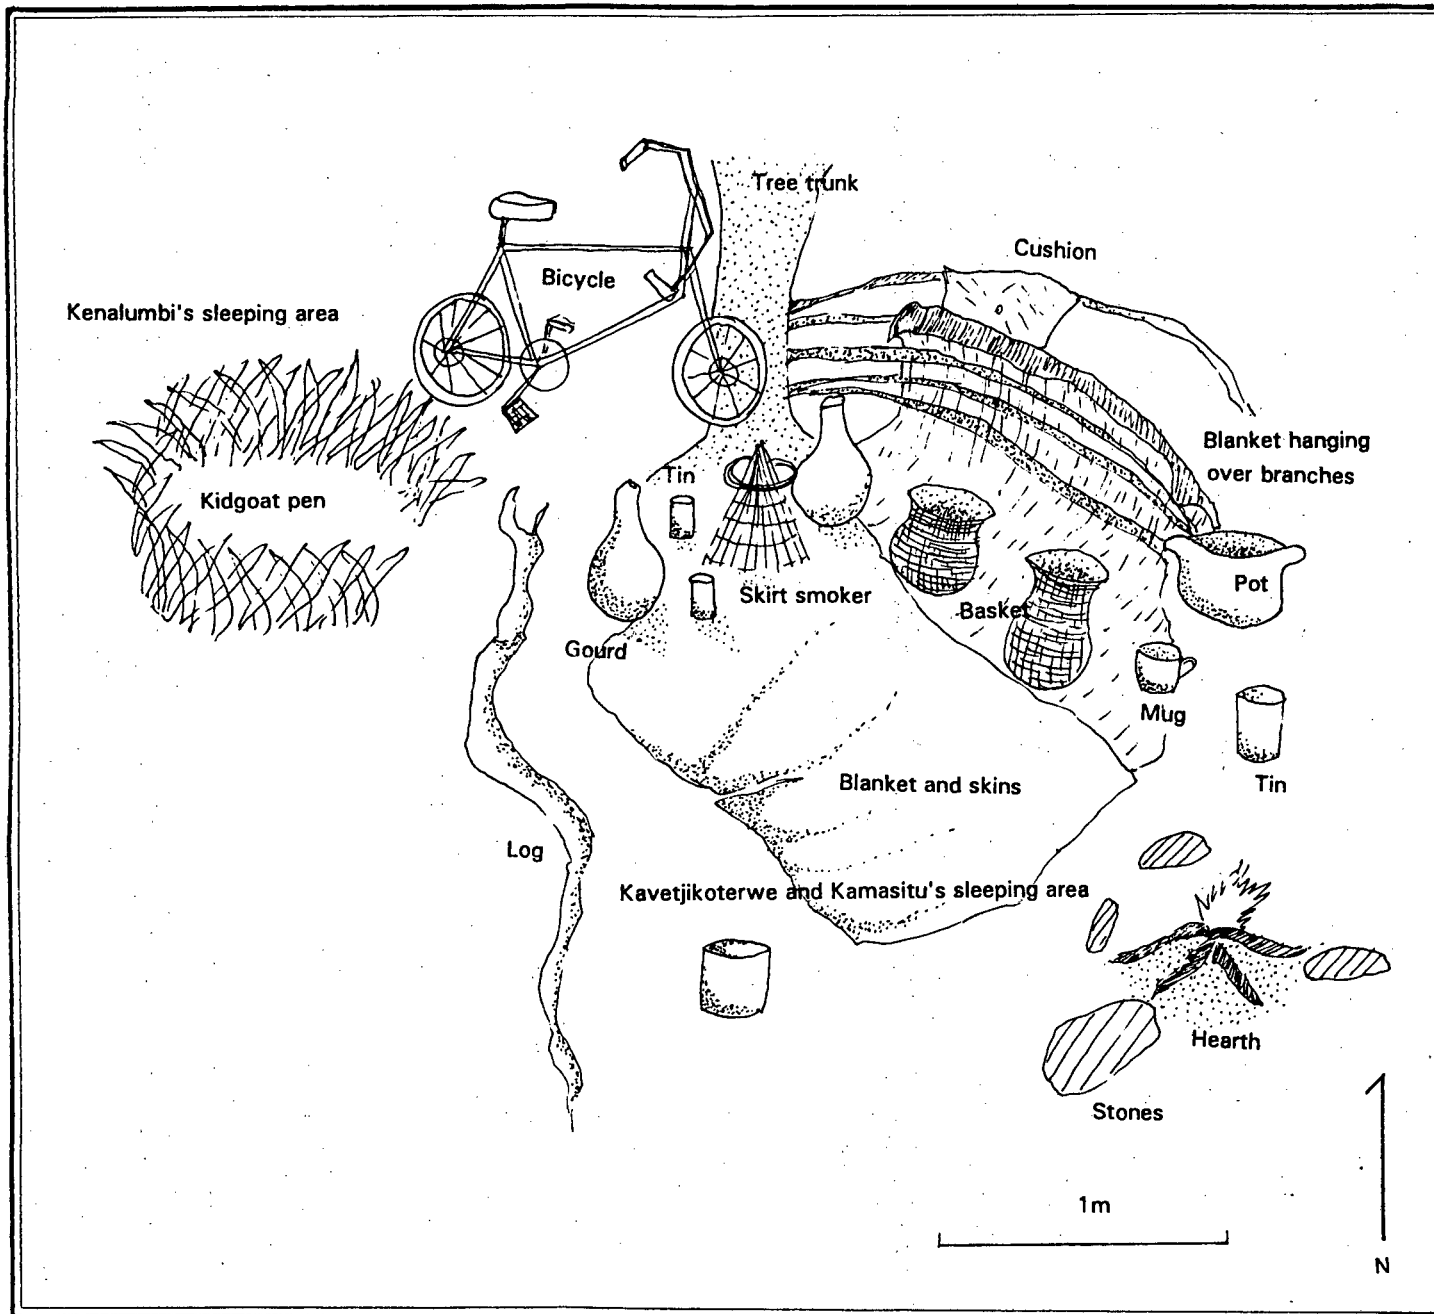 Tree trunk
Cushion
Bicycle
Kenalumbi's sleeping area
Blanket hanging
over branches
Tin
Kidgoat pen
Pot
Skirt smoker
Basket
Gourd
Mug
Blanket and skins
Tin
Log
Kavetjikoterwe and Kamasitu's sleeping area
Hearth
Stones
1m
N